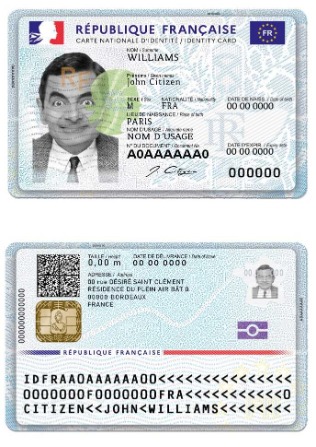 RÉPUBLIQUE FRANÇAISE
FR
CARTE NATIONALE D'IDENTITÉ / IDENTITY CARD
NOM / Surname
WILLIAMS
Prénoms / Given names
John Citizen
SEXE / Sex NATIONALITÉ / Nationality DATE DE NAISS. / Date of birth
M FRA 00 00 0000
LIEU DE NAISSANCE / Place of birth
PARIS
NOM D'USAGE / Alternate name
NOM D'USAGE
N° DU DOCUMENT / Document No DATE D'EXPIR. / Expiry date
A0AAAAAA0 00 00 0000
000000
TAILLE / Height DATE DE DÉLIVRANCE / Date of issue
0,00 m 00 00 0000
ADRESSE / Address
00 rue DÉSIRÉ SAINT CLÉMENT
RÉSIDENCE DU PLEIN AIR BÂT B
00000 BORDEAUX
FRANCE
RÉPUBLIQUE FRANÇAISE
IDFRAA0AAAAAA00<<<<<<<<<<<<<<<
0000000F0000000FRA<<<<<<<<<<<0
CITIZEN<<JOHN<WILLIAMS<<<<<<<<